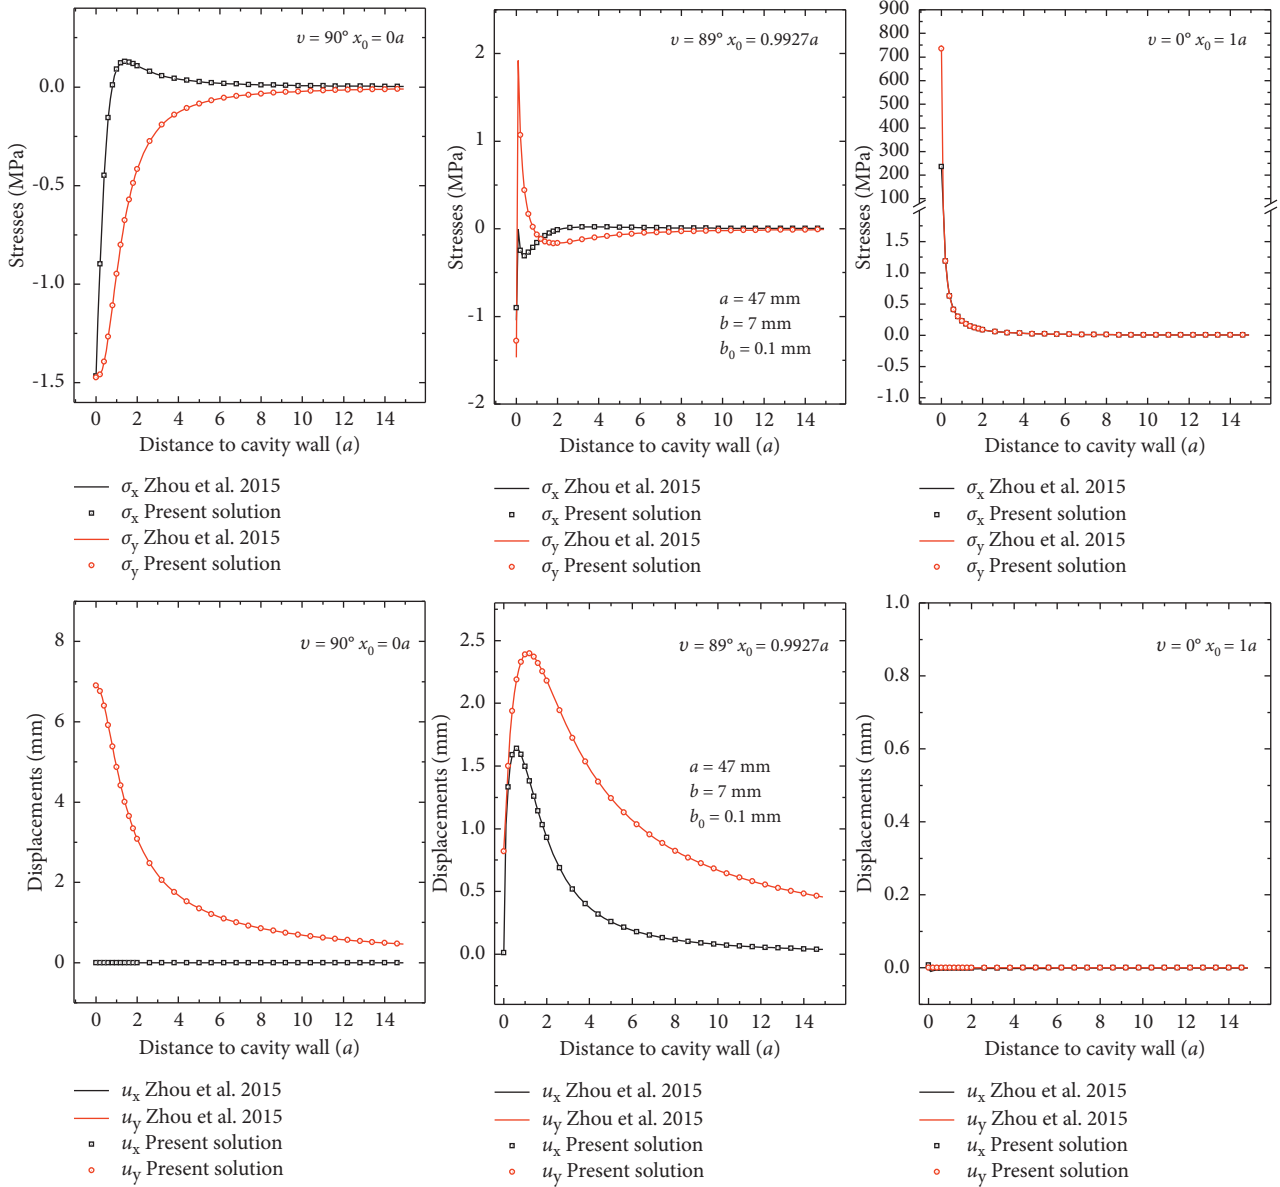 υ = 90° x0 = 0a
0.0
-0.5
-1.0
-1.5
Stresses (MPa)
0 2 4 6 8 10 12 14
Distance to cavity wall (a)
σx Zhou et al. 2015
σx Present solution
σy Zhou et al. 2015
σy Present solution
υ = 89° x0 = 0.9927a
2
1
0
-1
-2
Stresses (MPa)
a = 47 mm
b = 7 mm
b0 = 0.1 mm
0 2 4 6 8 10 12 14
Distance to cavity wall (a)
σx Zhou et al. 2015
σx Present solution
σy Zhou et al. 2015
σy Present solution
υ = 0° x0 = 1a
900
800
700
600
500
400
300
200
100
1.5
1.0
0.5
0.0
-0.5
-1.0
Stresses (MPa)
0 2 4 6 8 10 12 14
Distance to cavity wall (a)
σx Zhou et al. 2015
σx Present solution
σy Zhou et al. 2015
σy Present solution
υ = 90° x0 = 0a
8
6
4
2
0
Displacements (mm)
0 2 4 6 8 10 12 14
Distance to cavity wall (a)
ux Zhou et al. 2015
uy Zhou et al. 2015
ux Present solution
uy Present solution
υ = 89° x0 = 0.9927a
2.5
2.0
1.5
1.0
0.5
0.0
Displacements (mm)
a = 47 mm
b = 7 mm
b0 = 0.1 mm
0 2 4 6 8 10 12 14
Distance to cavity wall (a)
ux Zhou et al. 2015
uy Zhou et al. 2015
ux Present solution
uy Present solution
υ = 0° x0 = 1a
1.0
0.8
0.6
0.4
0.2
0.0
Displacements (mm)
0 2 4 6 8 10 12 14
Distance to cavity wall (a)
ux Zhou et al. 2015
uy Zhou et al. 2015
ux Present solution
uy Present solution